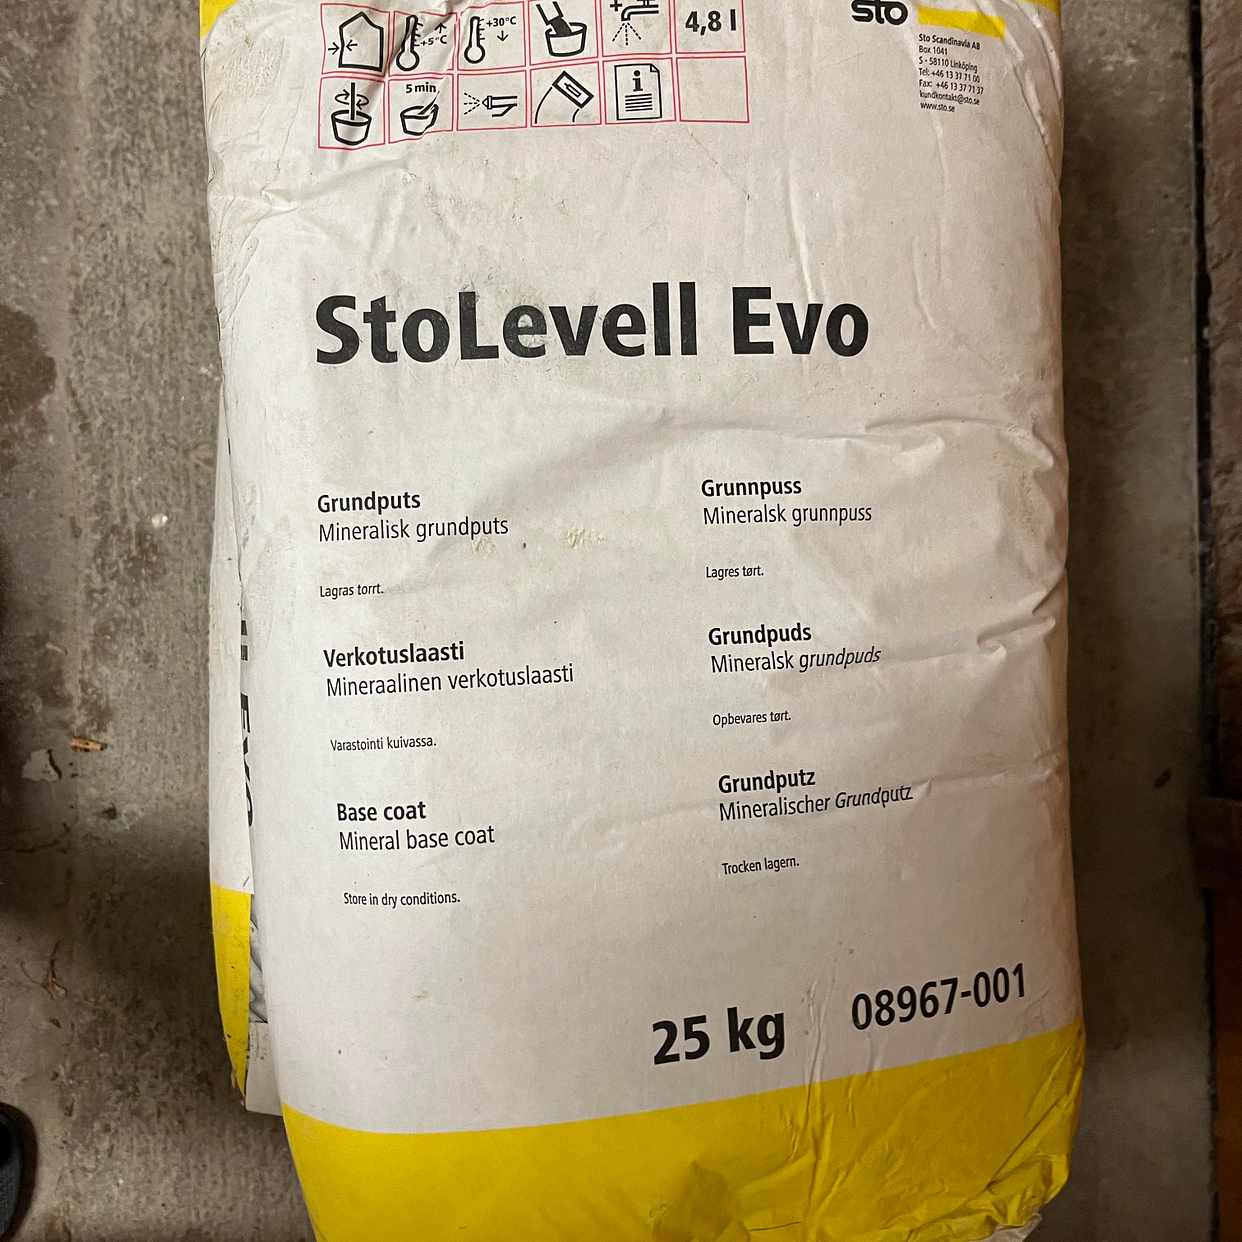 +5°C
+30°C
+
4,8 l
5 min
i
sto
Sto Scandinavia AB
Box 1041
S - 58110 Linköping
Tel: +46 13 37 71 00
Fax: +46 13 37 71 37
kundkontakt@sto.se
www.sto.se
StoLevell Evo
Grundputs
Mineralisk grundputs
Lagras torrt.
Verkotuslaasti
Mineraalinen verkotuslaasti
Varastointi kuivassa.
Base coat
Mineral base coat
Store in dry conditions.
Grunnpuss
Mineralsk grunnpuss
Lagres tørt.
Grundpuds
Mineralsk grundpuds
Opbevares tørt.
Grundputz
Mineralischer Grundputz
Trocken lagern.
25 kg
08967-001
Evo